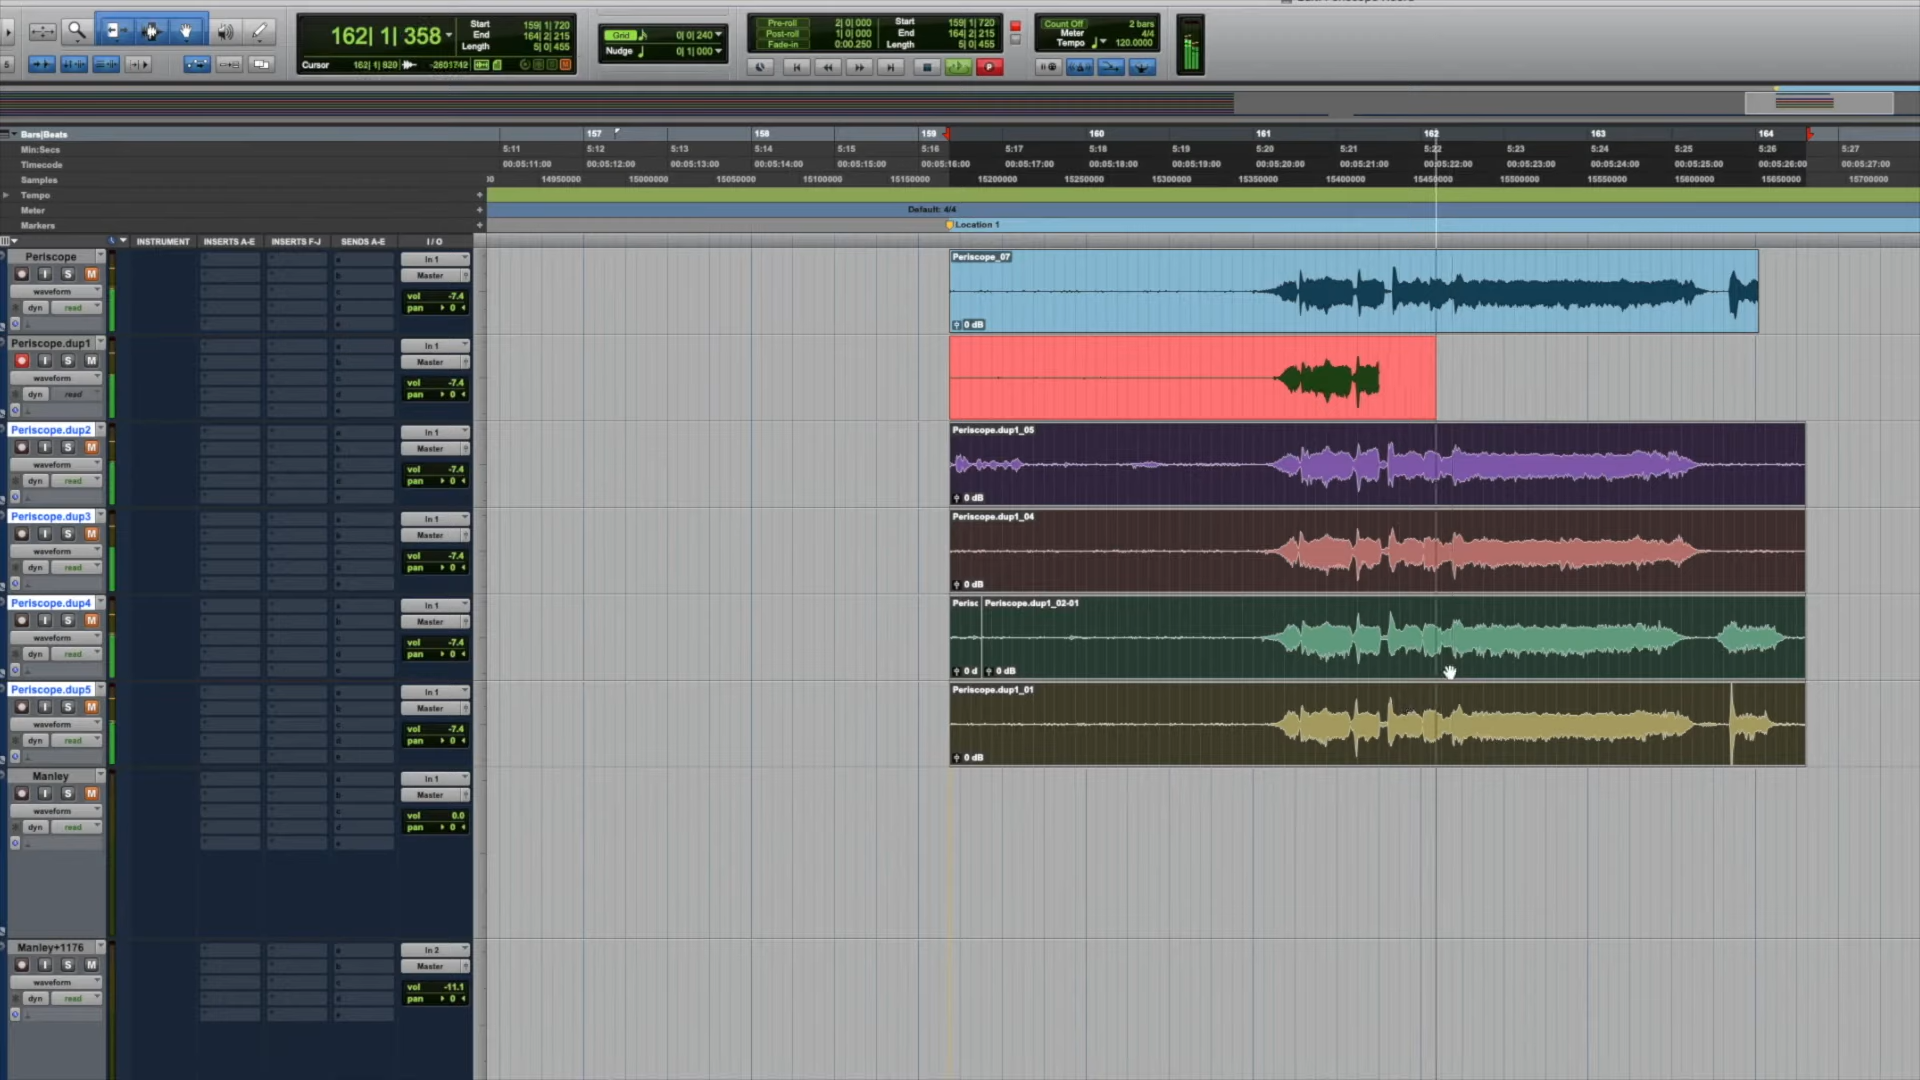 162| 1| 358
Start 159| 1| 720
End 164| 2| 215
Length 5| 0| 455
Cursor 162| 1| 820 -2601742
Grid 0| 0| 240
Nudge 0| 1| 000
Pre-roll 2| 0| 000
Post-roll 1| 0| 000
Fade-in 0:00.250
Start 159| 1| 720
End 164| 2| 215
Length 5| 0| 455
Count Off 2 bars
Meter 4/4
Tempo 120.0000
Bars|Beats 157 158 159 160 161 162 163 164
Min:Secs 5:11 5:12 5:13 5:14 5:15 5:16 5:17 5:18 5:19 5:20 5:21 5:22 5:23 5:24 5:25 5:26 5:27
Timecode 00:05:11:00 00:05:12:00 00:05:13:00 00:05:14:00 00:05:15:00 00:05:16:00 00:05:17:00 00:05:18:00 00:05:19:00 00:05:20:00 00:05:21:00 00:05:22:00 00:05:23:00 00:05:24:00 00:05:25:00 00:05:26:00 00:05:27:00
Samples 14950000 15000000 15050000 15100000 15150000 15200000 15250000 15300000 15350000 15400000 15450000 15500000 15550000 15600000 15650000 15700000
Tempo
Meter Default: 4/4
Markers Location 1
INSTRUMENT INSERTS A-E INSERTS F-J SENDS A-E I / O
Periscope In 1 Periscope_07
I S M Master
waveform vol -7.4
dyn read pan 0
0 dB
Periscope.dup1 In 1
I S M Master
waveform vol -7.4
dyn read pan 0
Periscope.dup2 In 1 Periscope.dup1_05
I S M Master
waveform vol -7.4
dyn read pan 0
0 dB
Periscope.dup3 In 1 Periscope.dup1_04
I S M Master
waveform vol -7.4
dyn read pan 0
0 dB
Periscope.dup4 In 1 Perisc Periscope.dup1_02-01
I S M Master
waveform vol -7.4
dyn read pan 0
0 d 0 dB
Periscope.dup5 In 1 Periscope.dup1_01
I S M Master
waveform vol -7.4
dyn read pan 0
0 dB
Manley In 1
I S M Master
waveform vol 0.0
dyn read pan 0
Manley+1176 In 2
I S M Master
waveform vol -11.1
dyn read pan 0